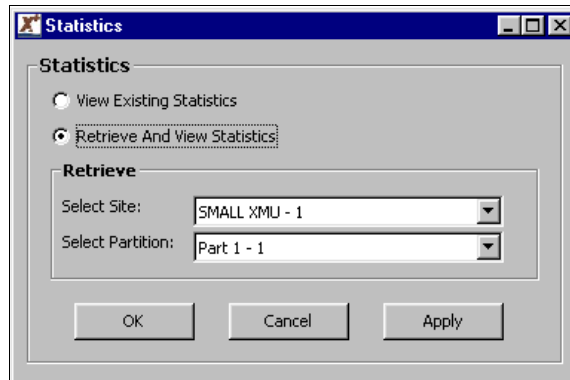 Statistics
Statistics
View Existing Statistics
Retrieve And View Statistics
Retrieve
Select Site: SMALL XMU - 1
Select Partition: Part 1 - 1
OK Cancel Apply